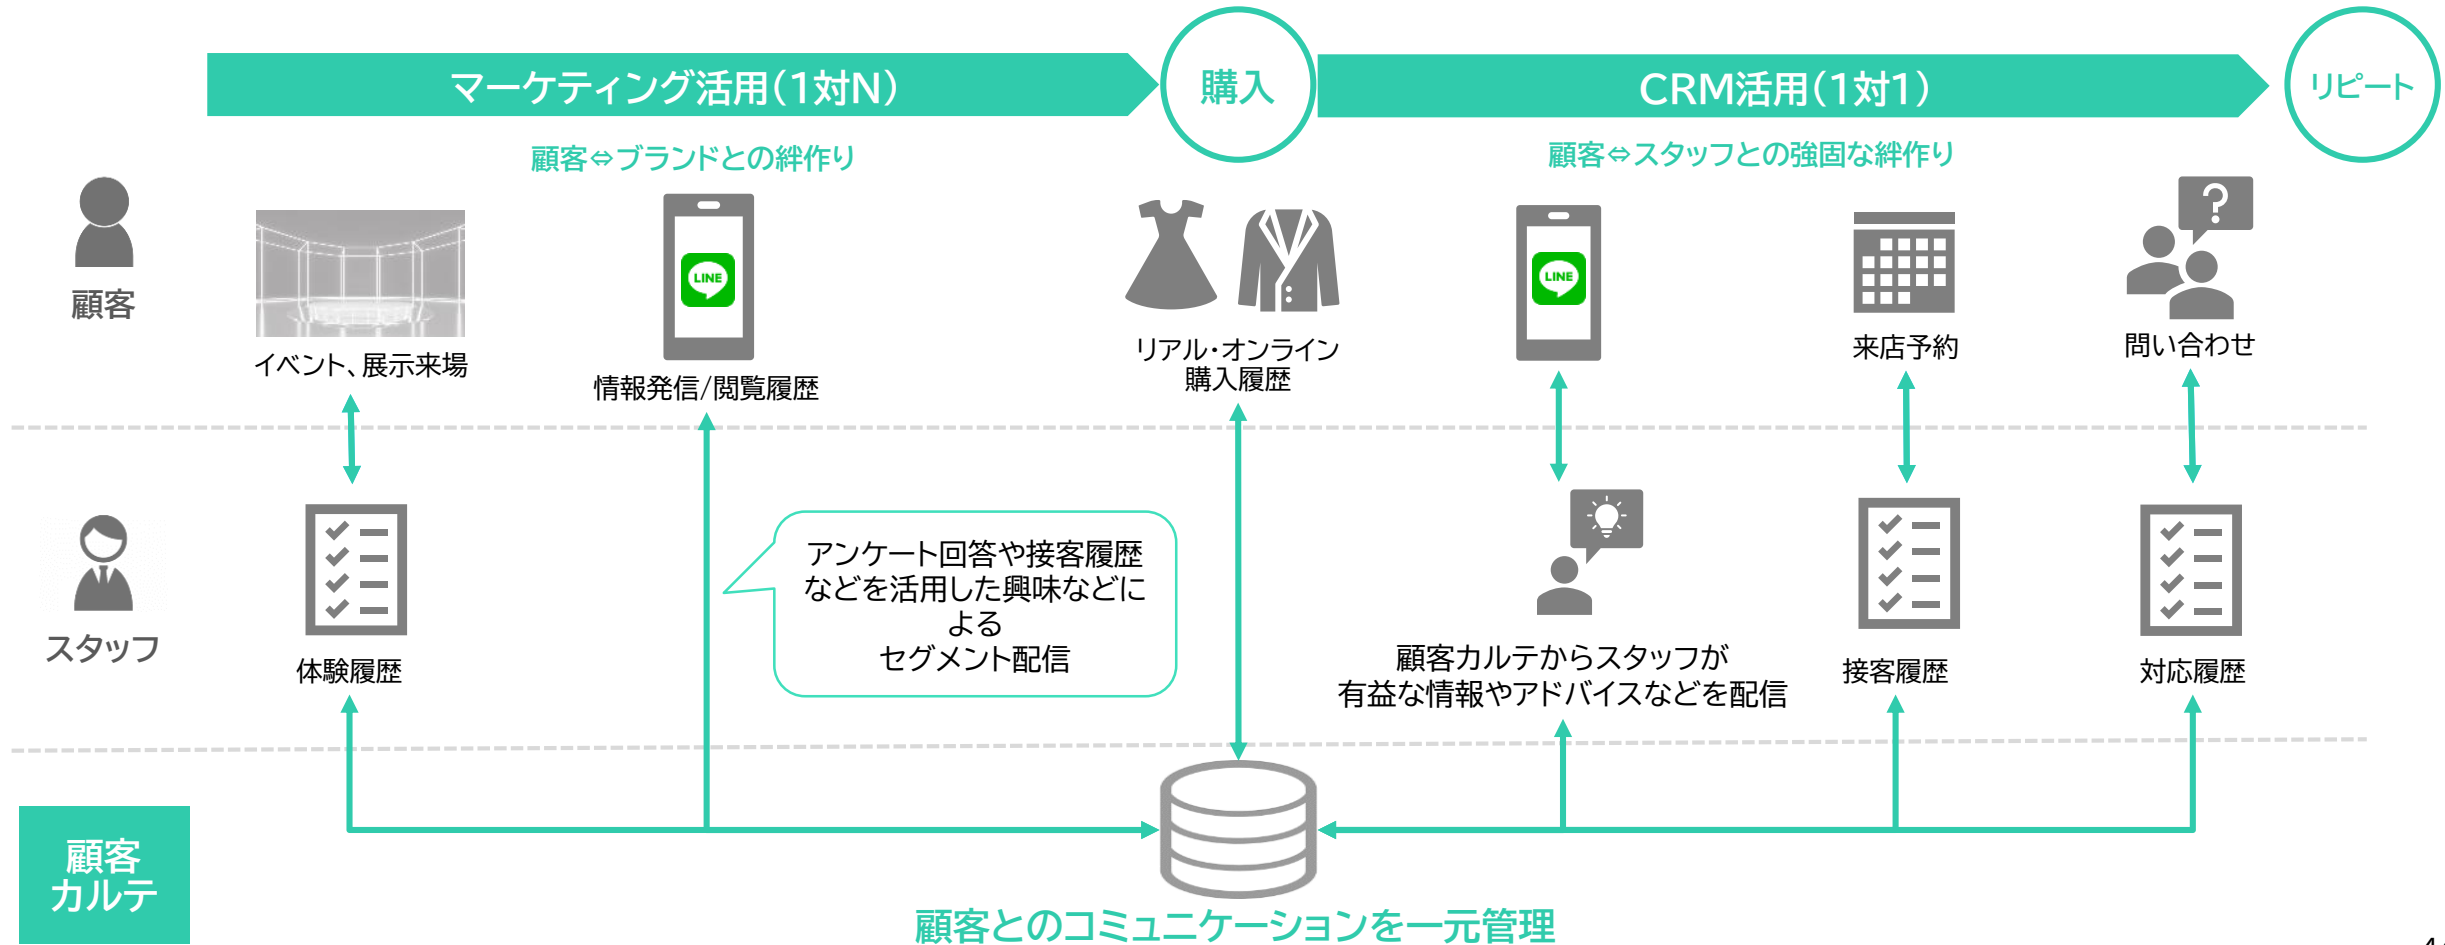 マーケティング活用(1対N)
購入
CRM活用(1対1)
リピート
顧客⇔ブランドとの絆作り
顧客⇔スタッフとの強固な絆作り
顧客
LINE
LINE
イベント、展示来場
情報発信/閲覧履歴
リアル・オンライン
購入履歴
来店予約
問い合わせ
スタッフ
体験履歴
アンケート回答や接客履歴
などを活用した興味などに
よる
セグメント配信
顧客カルテからスタッフが
有益な情報やアドバイスなどを配信
接客履歴
対応履歴
顧客
カルテ
顧客とのコミュニケーションを一元管理